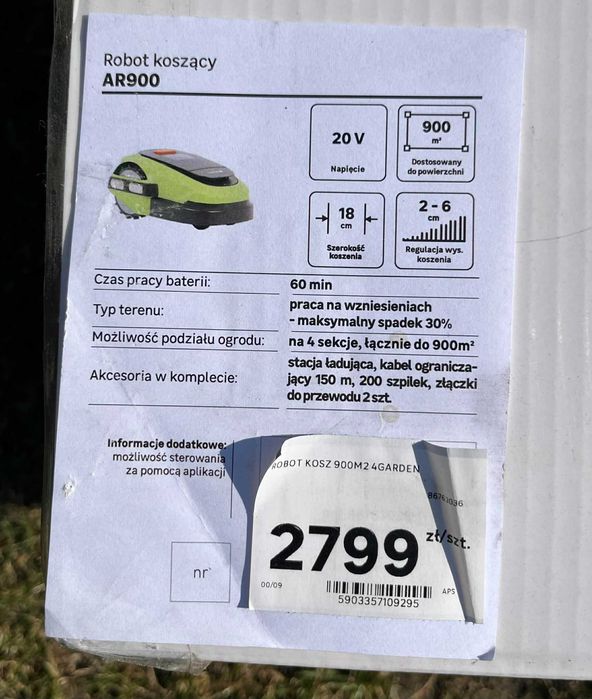 Robot koszący
AR900
20 V
Napięcie
900
m²
Dostosowany
do powierzchni
18
cm
Szerokość
koszenia
2 - 6
cm
Regulacja wys.
koszenia
Czas pracy baterii: 60 min
Typ terenu: praca na wzniesieniach
- maksymalny spadek 30%
Możliwość podziału ogrodu: na 4 sekcje, łącznie do 900m²
Akcesoria w komplecie: stacja ładująca, kabel ogranicza-
jący 150 m, 200 szpilek, złączki
do przewodu 2 szt.
Informacje dodatkowe:
możliwość sterowania
za pomocą aplikacji
nr
ROBOT KOSZ 900M2 4GARDEN
2799 zł/szt.
00/09
5903357109295
APS